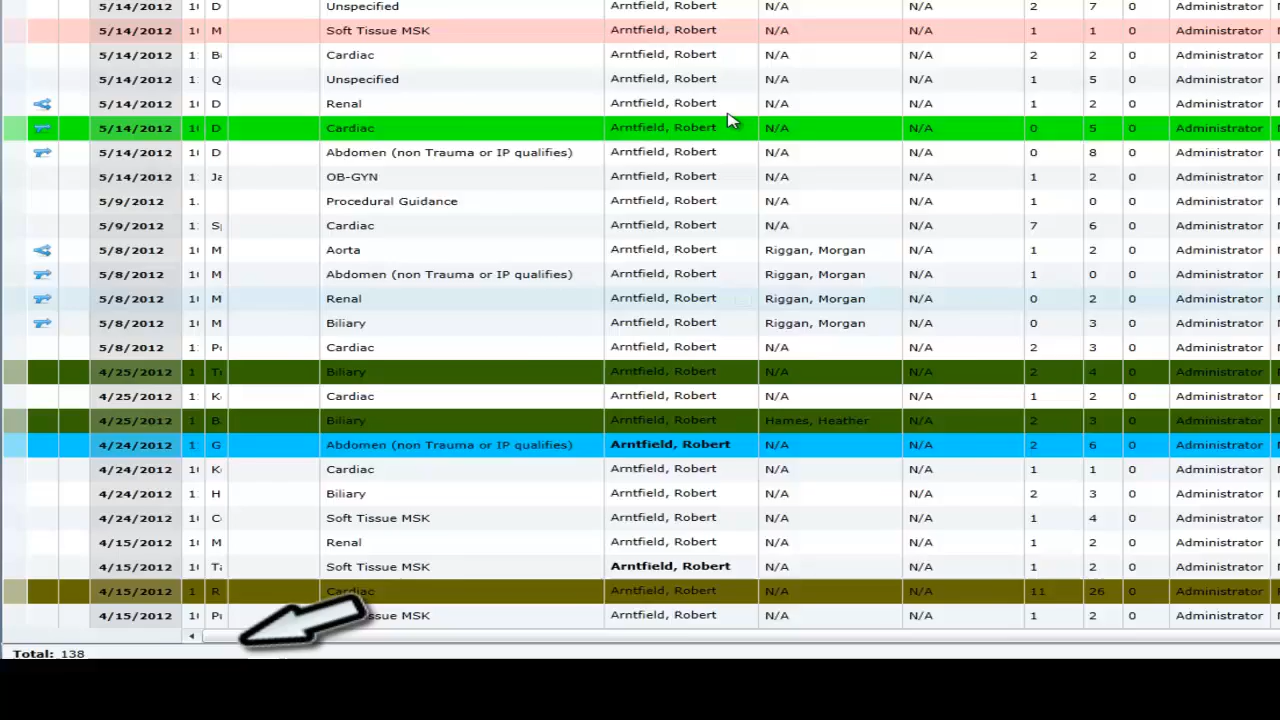 5/14/2012 D Unspecified Arntfield, Robert N/A N/A 2 7 0 Administrator
5/14/2012 M Soft Tissue MSK Arntfield, Robert N/A N/A 1 1 0 Administrator
5/14/2012 Cardiac Arntfield, Robert N/A N/A 2 2 0 Administrator
5/14/2012 Q Unspecified Arntfield, Robert N/A N/A 1 5 0 Administrator
5/14/2012 D Renal Arntfield, Robert N/A N/A 1 2 0 Administrator
5/14/2012 D Cardiac Arntfield, Robert N/A N/A 0 5 0 Administrator
5/14/2012 D Abdomen (non Trauma or IP qualifies) Arntfield, Robert N/A N/A 0 8 0 Administrator
5/14/2012 Ja OB-GYN Arntfield, Robert N/A N/A 1 2 0 Administrator
5/9/2012 Procedural Guidance Arntfield, Robert N/A N/A 1 0 0 Administrator
5/9/2012 Cardiac Arntfield, Robert N/A N/A 7 6 0 Administrator
5/8/2012 M Aorta Arntfield, Robert Riggan, Morgan N/A 1 2 0 Administrator
5/8/2012 M Abdomen (non Trauma or IP qualifies) Arntfield, Robert Riggan, Morgan N/A 1 0 0 Administrator
5/8/2012 M Renal Arntfield, Robert Riggan, Morgan N/A 0 2 0 Administrator
5/8/2012 M Biliary Arntfield, Robert Riggan, Morgan N/A 0 3 0 Administrator
5/8/2012 Cardiac Arntfield, Robert N/A N/A 2 3 0 Administrator
4/25/2012 Biliary Arntfield, Robert N/A N/A 2 4 0 Administrator
4/25/2012 Cardiac Arntfield, Robert N/A N/A 1 2 0 Administrator
4/25/2012 Biliary Arntfield, Robert Hames, Heather N/A 2 3 0 Administrator
4/24/2012 G Abdomen (non Trauma or IP qualifies) Arntfield, Robert N/A N/A 2 6 0 Administrator
4/24/2012 Cardiac Arntfield, Robert N/A N/A 1 1 0 Administrator
4/24/2012 H Biliary Arntfield, Robert N/A N/A 2 3 0 Administrator
4/24/2012 Soft Tissue MSK Arntfield, Robert N/A N/A 1 4 0 Administrator
4/15/2012 M Renal Arntfield, Robert N/A N/A 1 2 0 Administrator
4/15/2012 Soft Tissue MSK Arntfield, Robert N/A N/A 1 2 0 Administrator
4/15/2012 R Cardiac Arntfield, Robert N/A N/A 11 26 0 Administrator
4/15/2012 ssue MSK Arntfield, Robert N/A N/A 1 2 0 Administrator
Total: 138